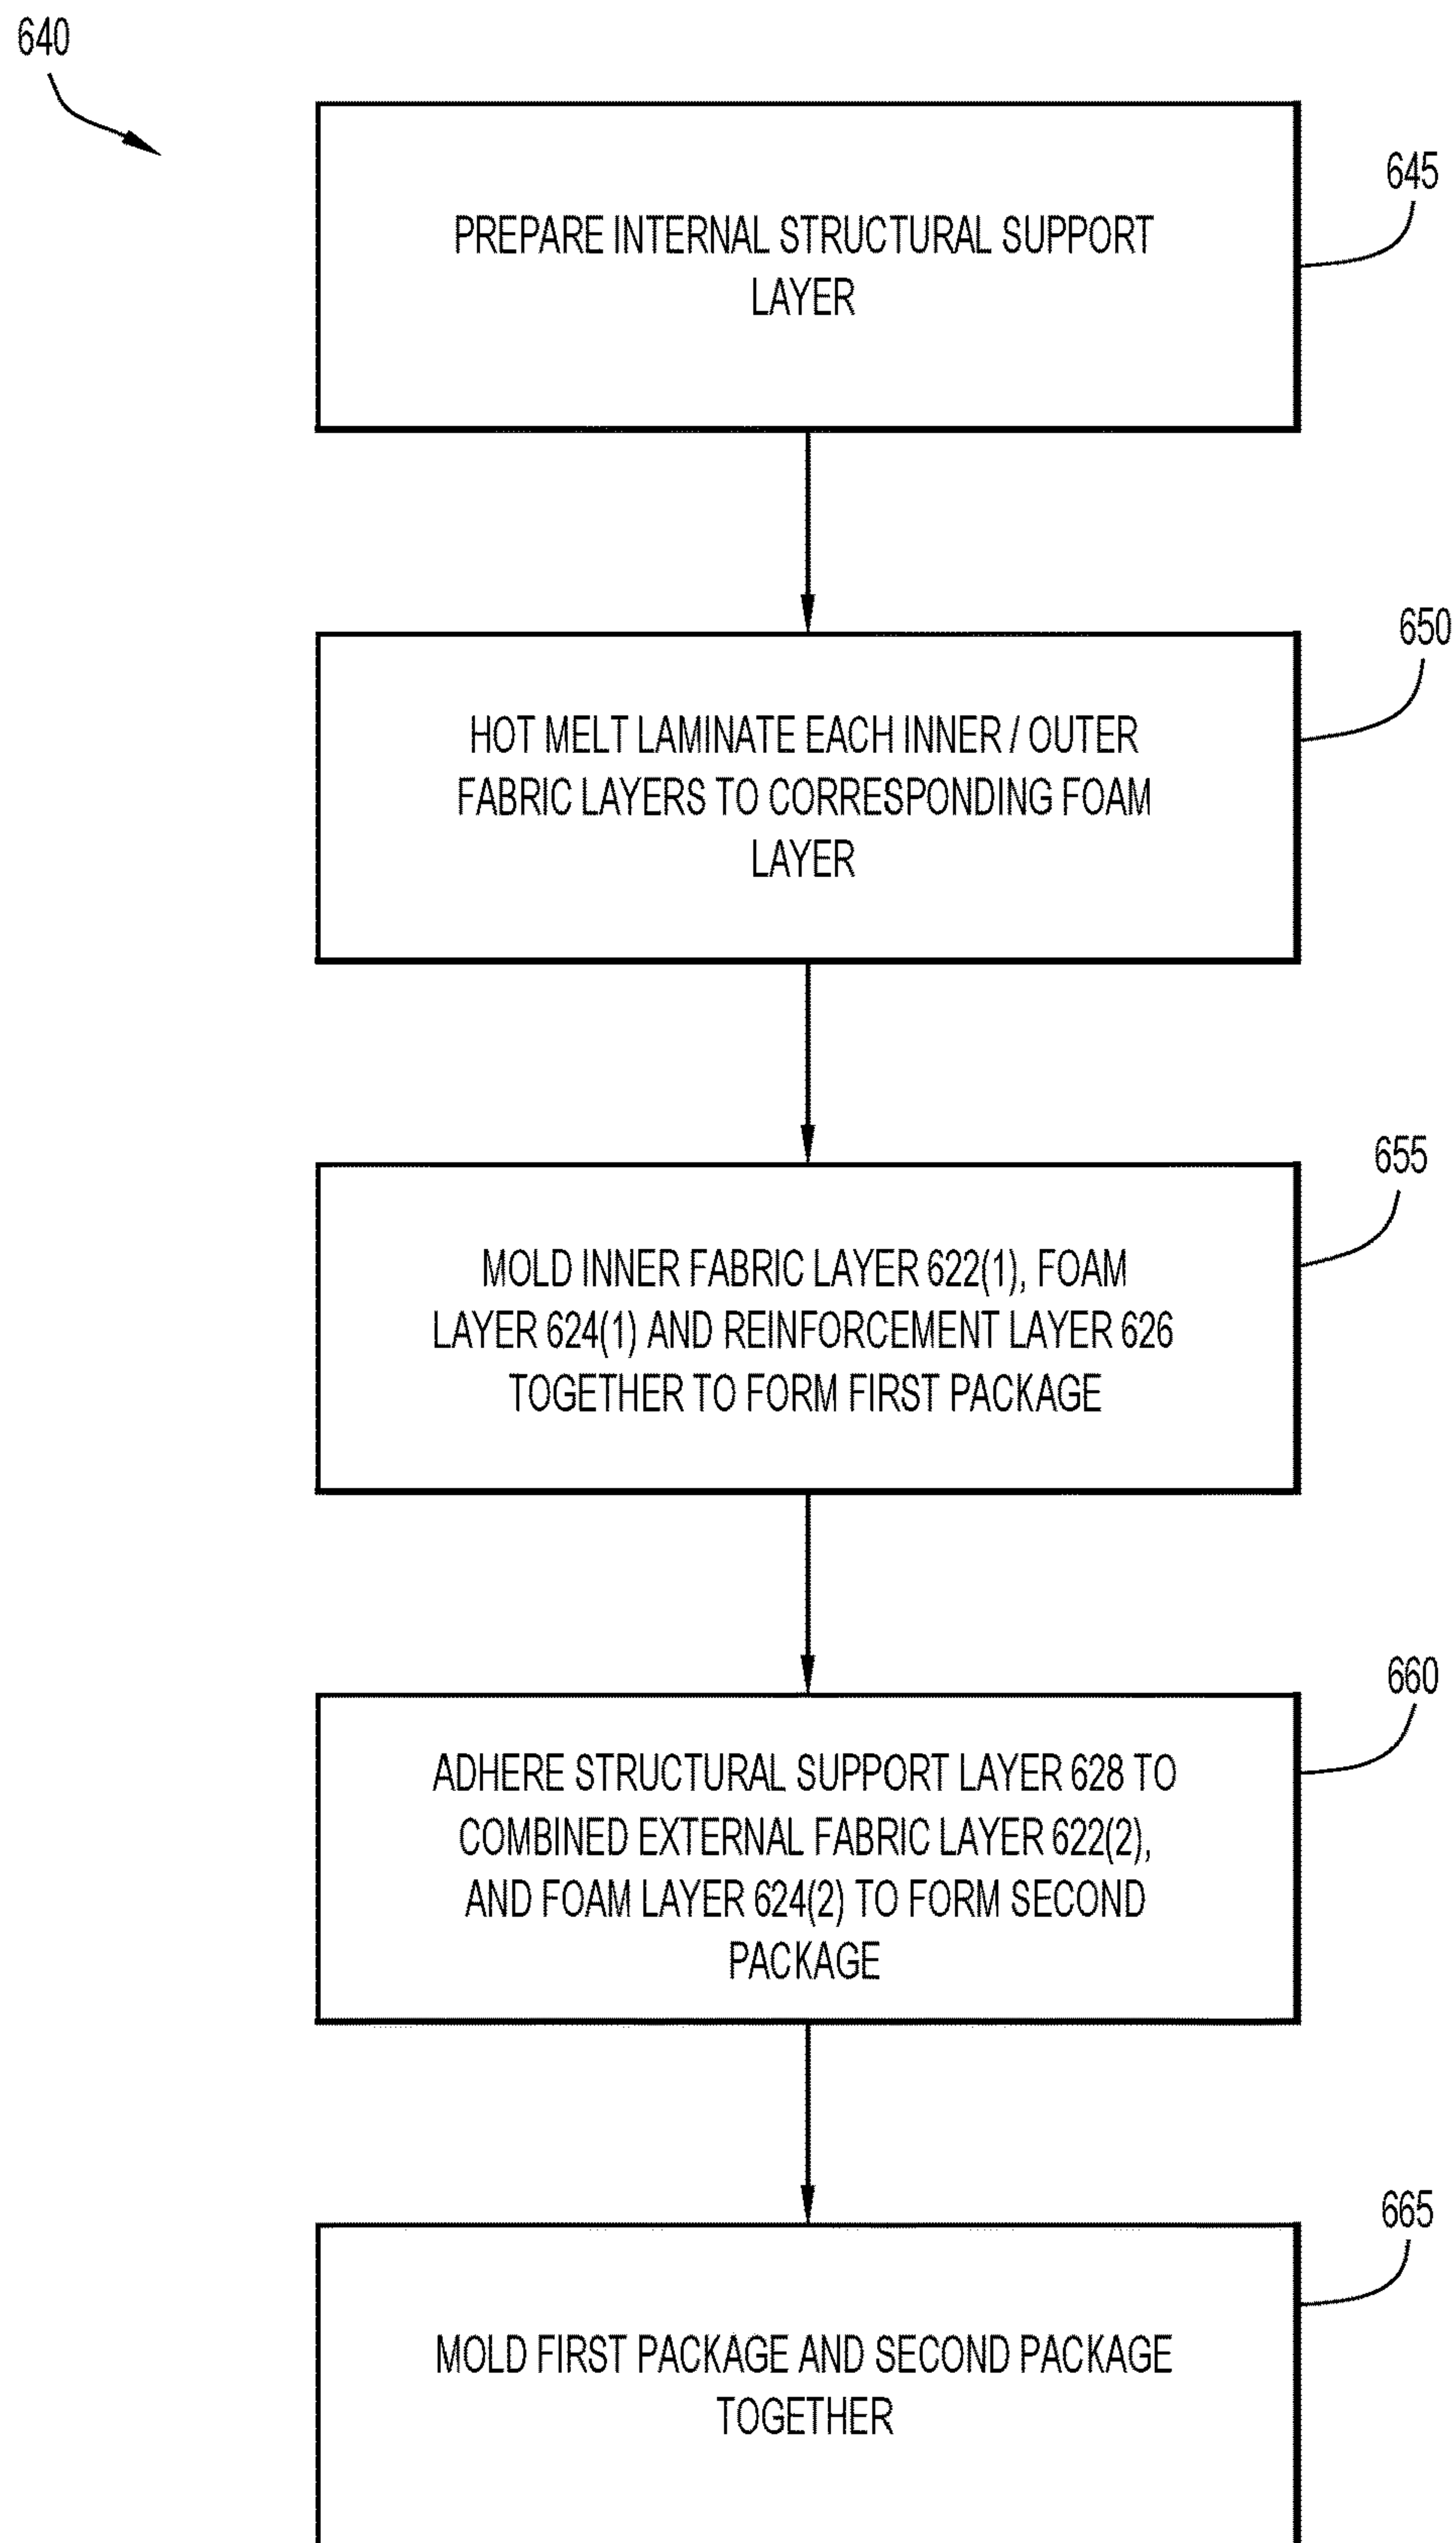 640
645
PREPARE INTERNAL STRUCTURAL SUPPORT
LAYER
650
HOT MELT LAMINATE EACH INNER / OUTER
FABRIC LAYERS TO CORRESPONDING FOAM
LAYER
655
MOLD INNER FABRIC LAYER 622(1), FOAM
LAYER 624(1) AND REINFORCEMENT LAYER 626
TOGETHER TO FORM FIRST PACKAGE
660
ADHERE STRUCTURAL SUPPORT LAYER 628 TO
COMBINED EXTERNAL FABRIC LAYER 622(2),
AND FOAM LAYER 624(2) TO FORM SECOND
PACKAGE
665
MOLD FIRST PACKAGE AND SECOND PACKAGE
TOGETHER